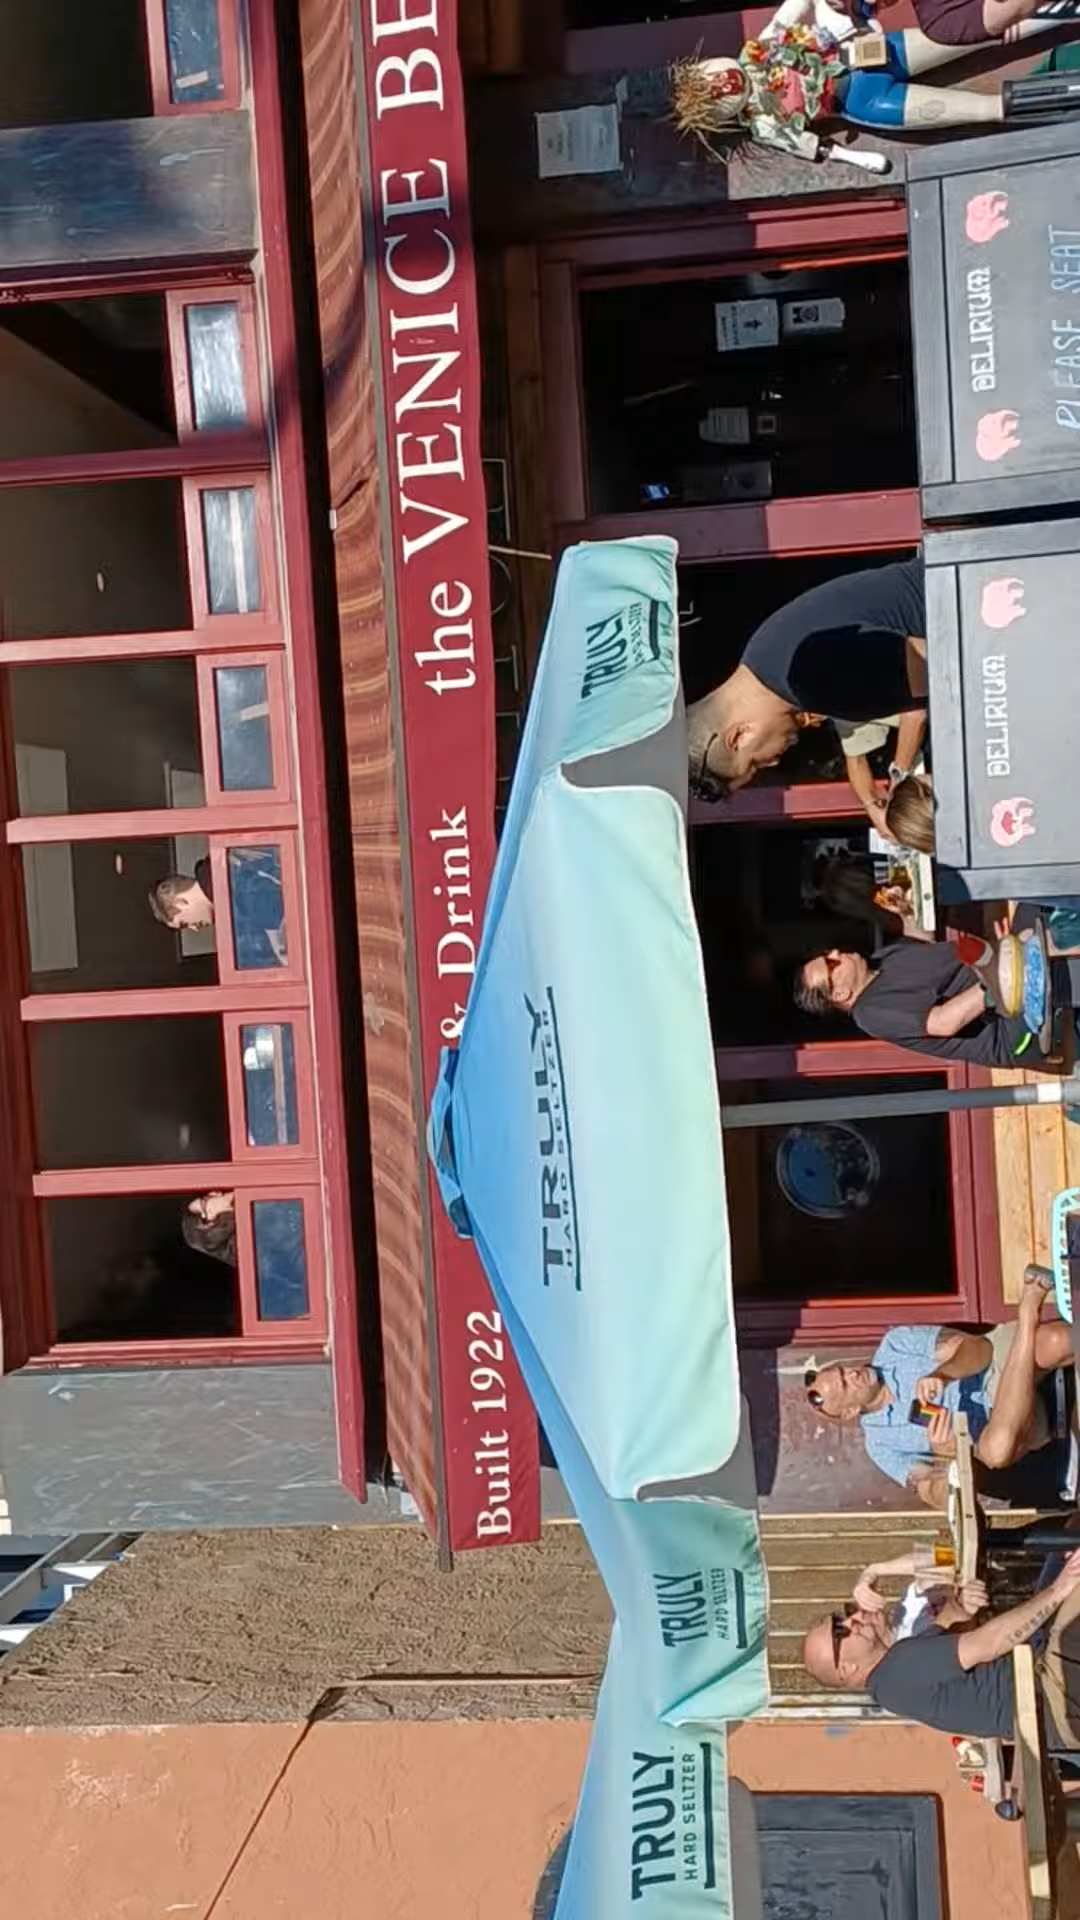 Built 1922
& Drink
the VENICE BE
TRULY
HARD SELTZER
TRULY
HARD SELTZER
TRULY
HARD SELTZER
TRULY
DELIRIUM
DELIRIUM
PLEASE SEAT